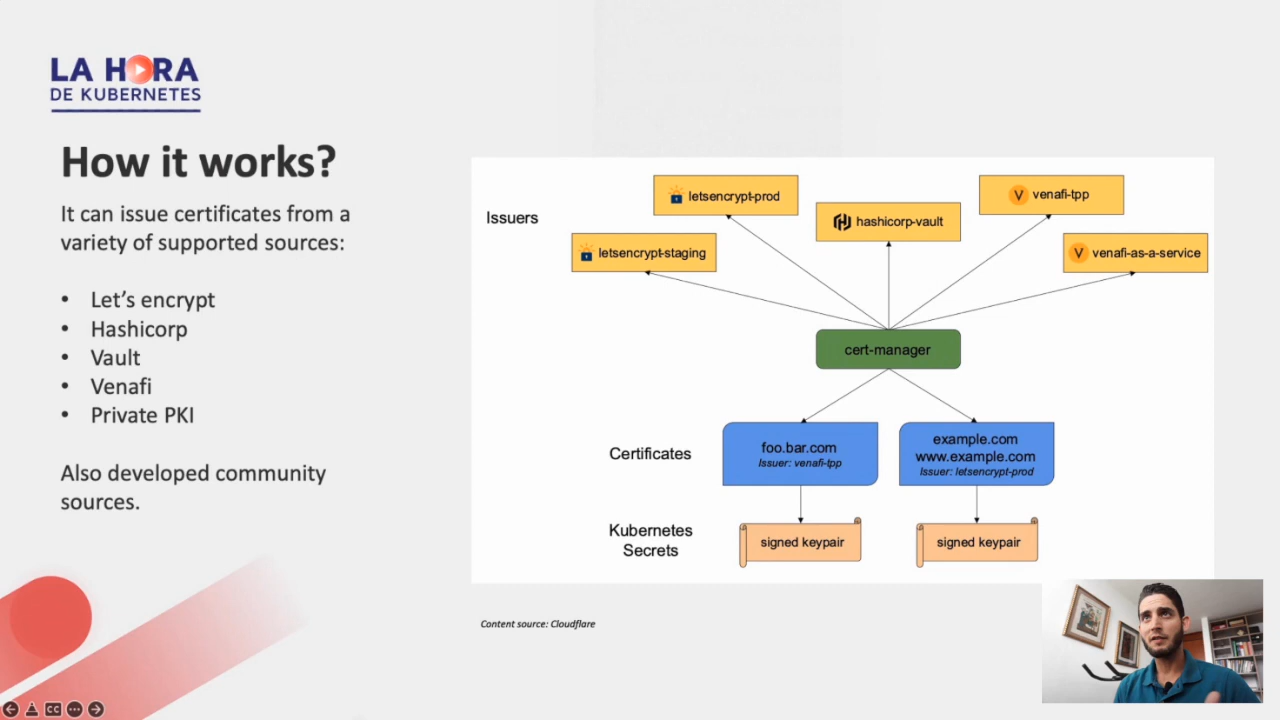 LA HORA
DE KUBERNETES
How it works?
It can issue certificates from a
variety of supported sources:
• Let’s encrypt
• Hashicorp
• Vault
• Venafi
• Private PKI
Also developed community
sources.
Issuers
letsencrypt-prod
hashicorp-vault
venafi-tpp
letsencrypt-staging
venafi-as-a-service
cert-manager
Certificates
foo.bar.com
Issuer: venafi-tpp
example.com
www.example.com
Issuer: letsencrypt-prod
Kubernetes
Secrets
signed keypair
signed keypair
Content source: Cloudflare
CC